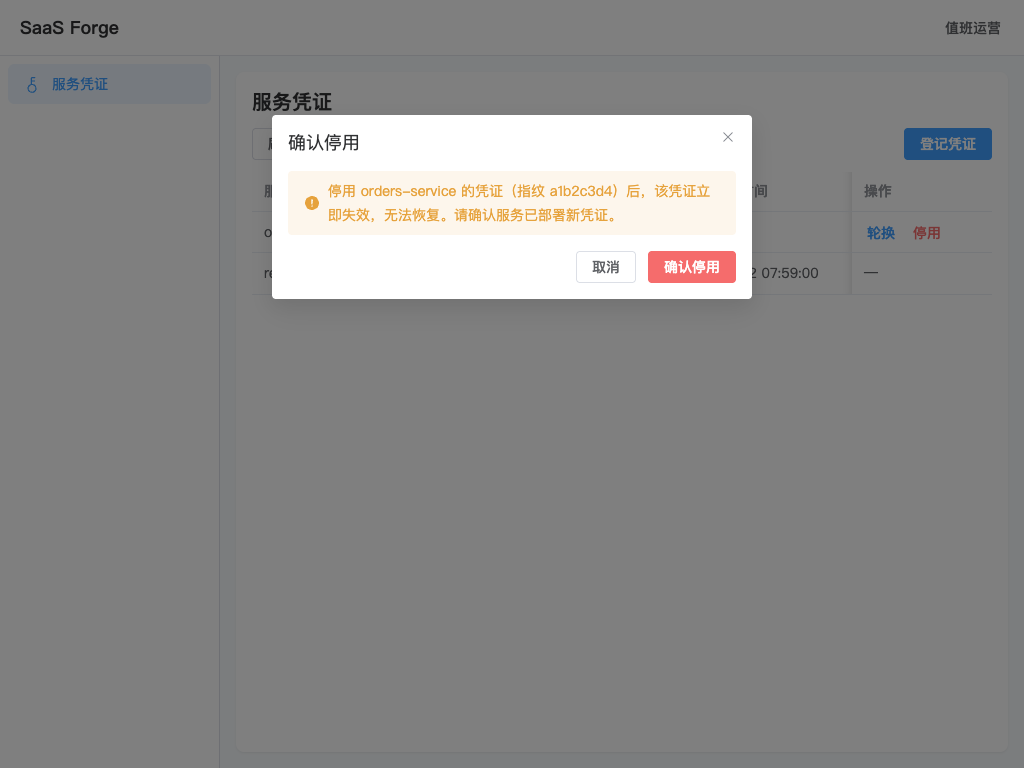 SaaS Forge
值班运营
服务凭证
服务凭证
登记凭证
确认停用
停用 orders-service 的凭证（指纹 a1b2c3d4）后，该凭证立
即失效，无法恢复。请确认服务已部署新凭证。
取消
确认停用
间
操作
轮换
停用
07:59:00
—